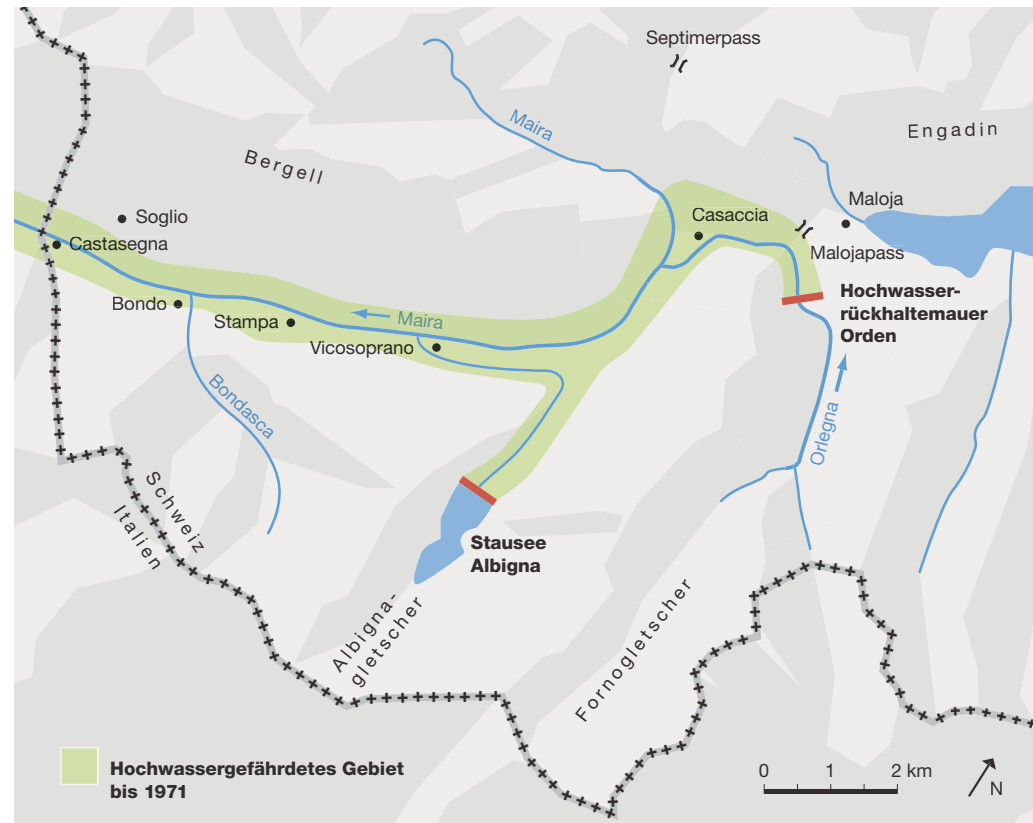 Septimerpass
Engadin
Maira
Bergell
Maloja
Soglio
Casaccia
Castasegna
Malojapass
Bondo
Hochwasser-
rückhaltemauer
Orden
Stampa
Maira
Vicosoprano
Bondasca
Orlegna
Schweiz
Italien
Stausee
Albigna
Albigna-
gletscher
Fornogletscher
Hochwassergefährdetes Gebiet
bis 1971
0 1 2 km
N